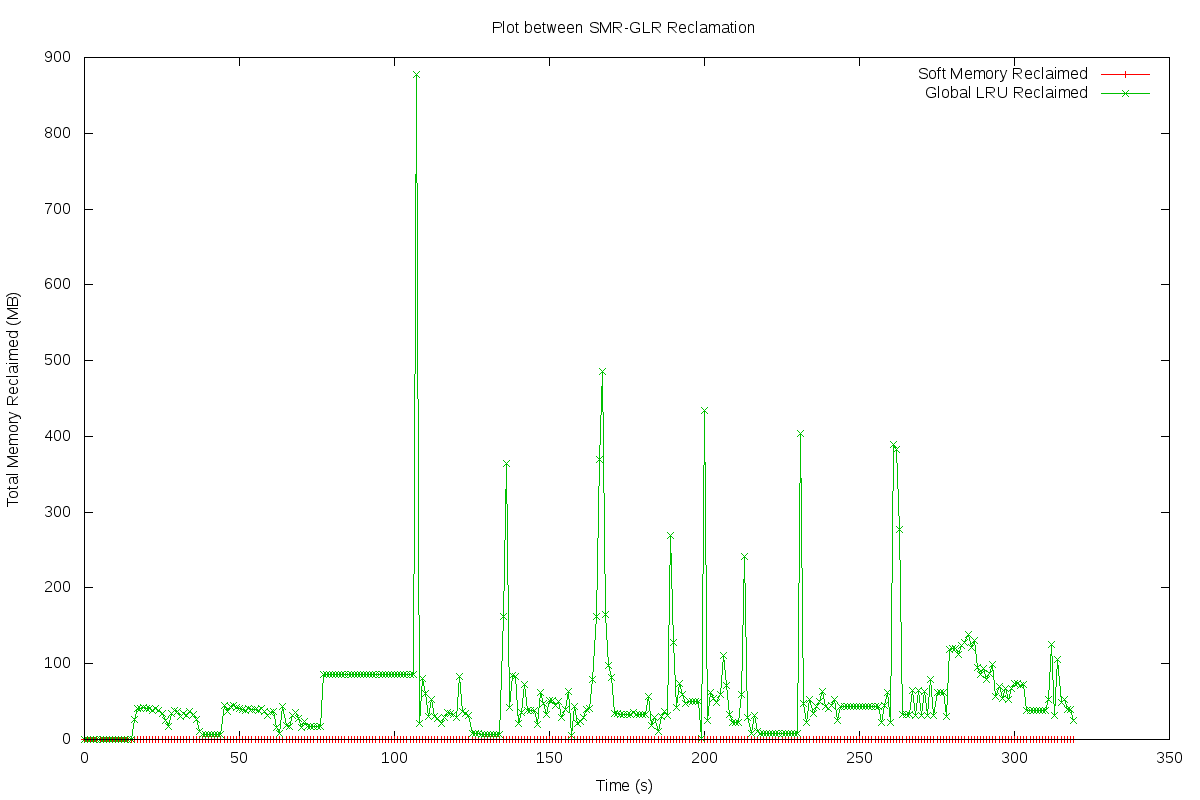 Plot between SMR-GLR Reclamation
Soft Memory Reclaimed
Global LRU Reclaimed
Total Memory Reclaimed (MB)
900
800
700
600
500
400
300
200
100
0
0 50 100 150 200 250 300 350
Time (s)